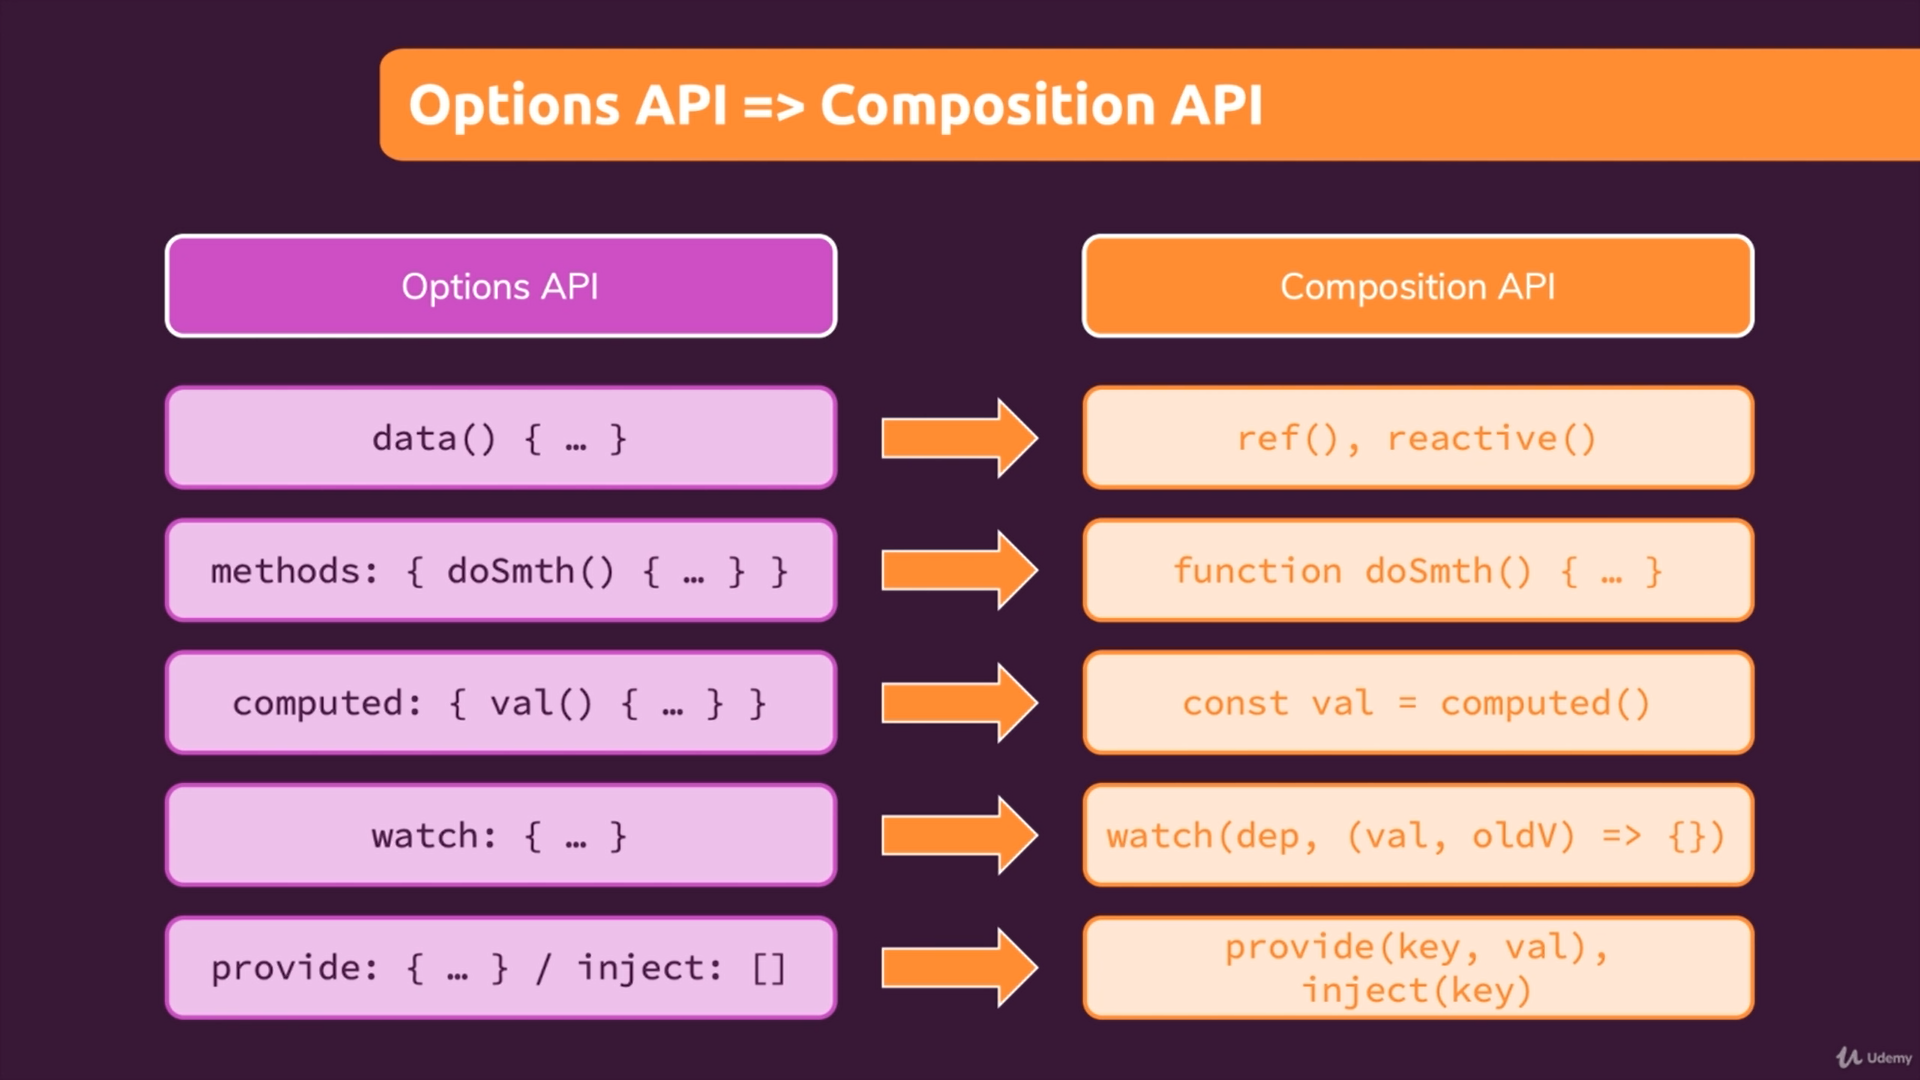 Options API => Composition API
Options API
Composition API
data() { … }
ref(), reactive()
methods: { doSmth() { … } }
function doSmth() { … }
computed: { val() { … } }
const val = computed()
watch: { … }
watch(dep, (val, oldV) => {})
provide: { … } / inject: []
provide(key, val),
inject(key)
Udemy